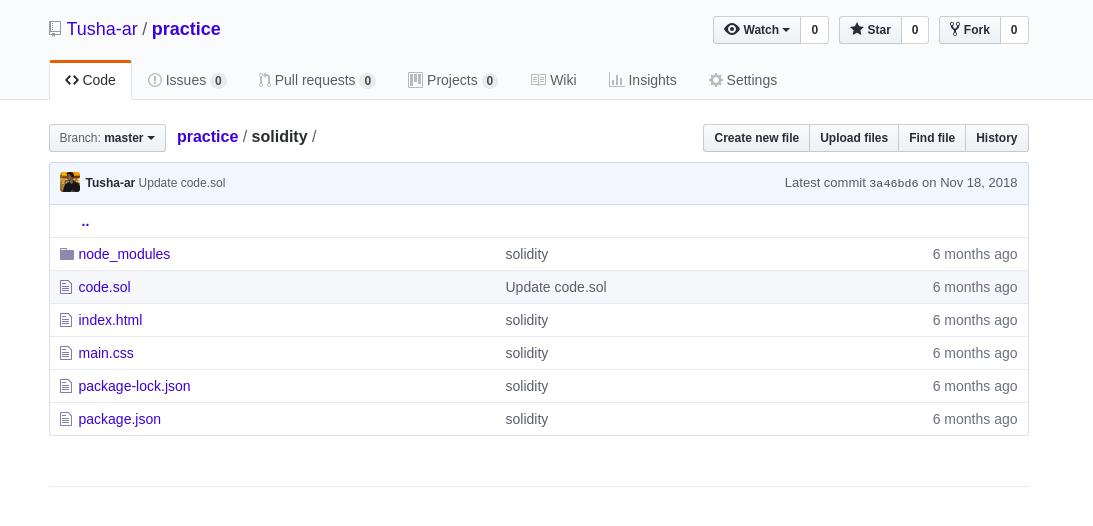 Tusha-ar / practice Watch 0 Star 0 Fork 0
Code Issues 0 Pull requests 0 Projects 0 Wiki Insights Settings
Branch: master practice / solidity / Create new file Upload files Find file History
Tusha-ar Update code.sol Latest commit 3a46bd6 on Nov 18, 2018
..
node_modules solidity 6 months ago
code.sol Update code.sol 6 months ago
index.html solidity 6 months ago
main.css solidity 6 months ago
package-lock.json solidity 6 months ago
package.json solidity 6 months ago